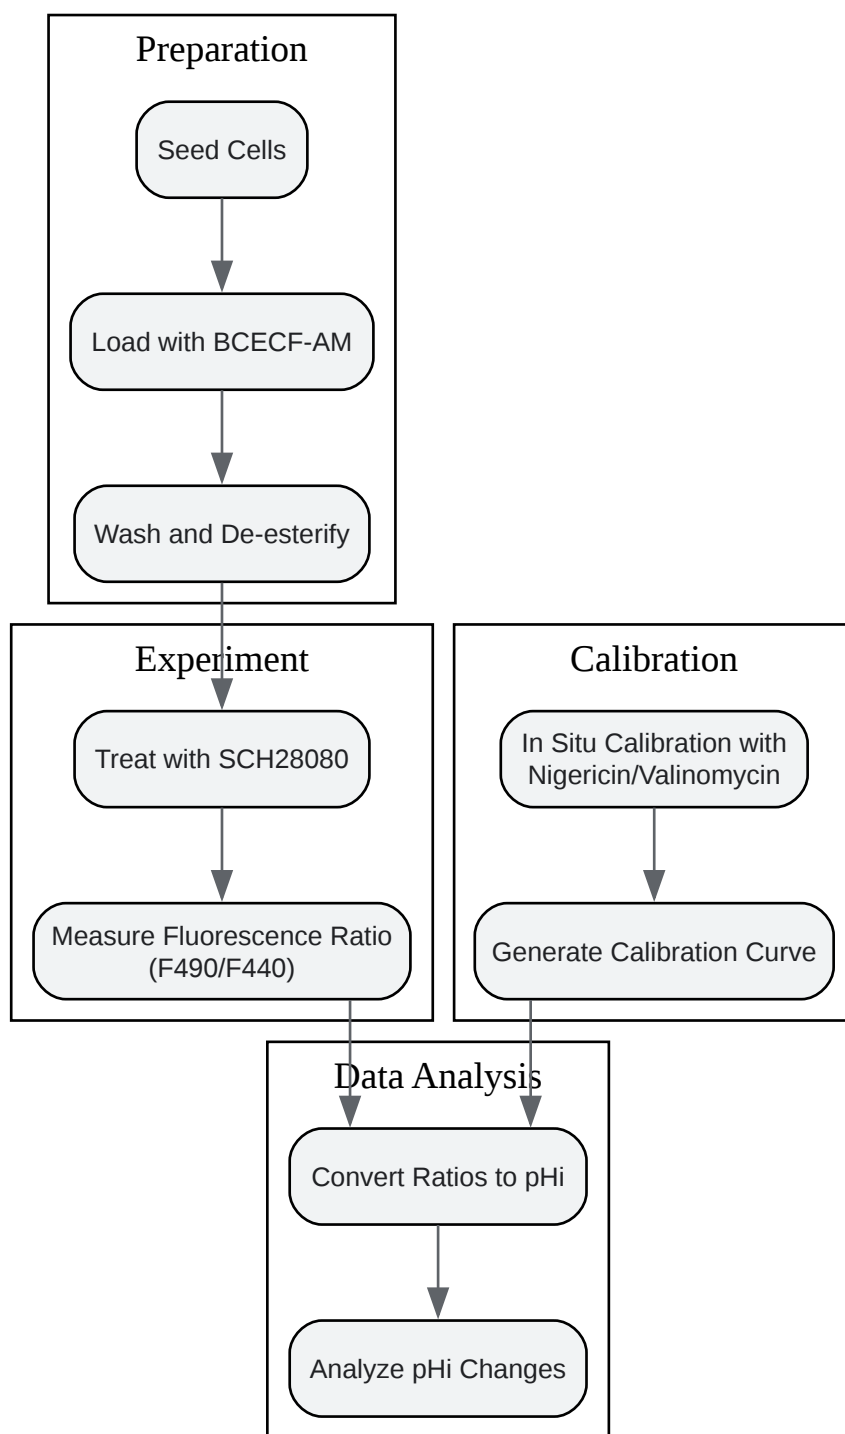 Preparation
Seed Cells
Load with BCECF-AM
Wash and De-esterify
Experiment
Treat with SCH28080
Measure Fluorescence Ratio
(F490/F440)
Calibration
In Situ Calibration with
Nigericin/Valinomycin
Generate Calibration Curve
Data Analysis
Convert Ratios to pHi
Analyze pHi Changes